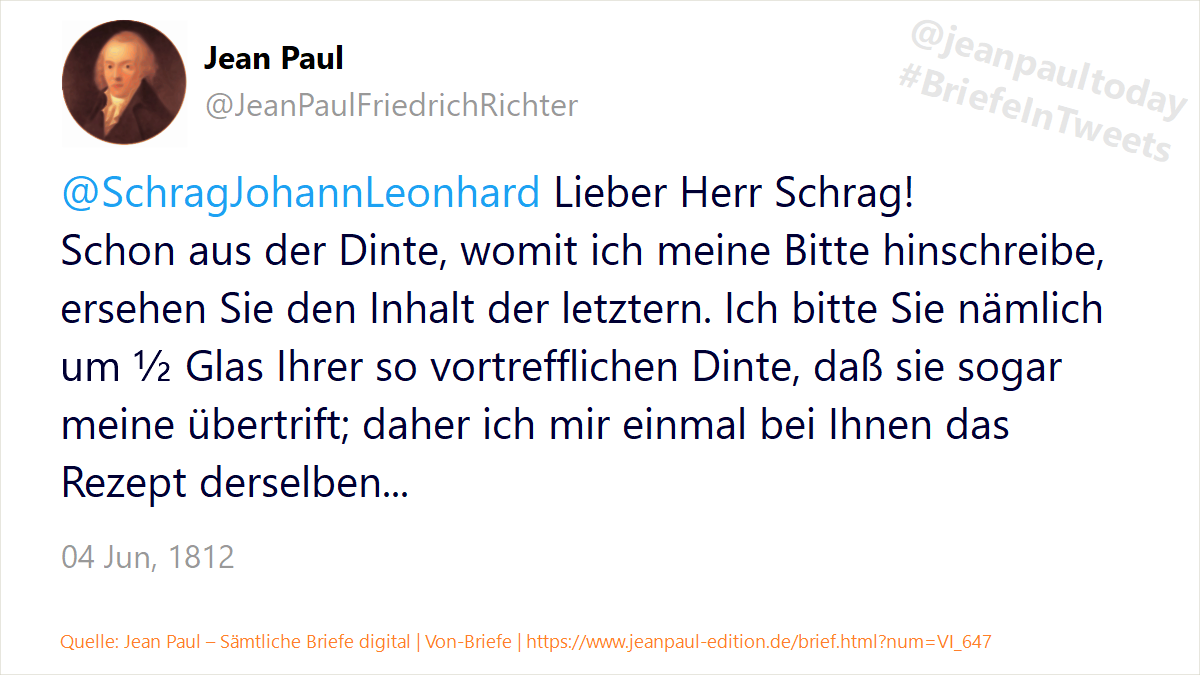 Jean Paul
@JeanPaulFriedrichRichter
@jeanpaultoday
#BriefeInTweets
@SchragJohannLeonhard Lieber Herr Schrag!
Schon aus der Dinte, womit ich meine Bitte hinschreibe,
ersehen Sie den Inhalt der letztern. Ich bitte Sie nämlich
um ½ Glas Ihrer so vortrefflichen Dinte, daß sie sogar
meine übertrift; daher ich mir einmal bei Ihnen das
Rezept derselben...
04 Jun, 1812
Quelle: Jean Paul – Sämtliche Briefe digital | Von-Briefe | https://www.jeanpaul-edition.de/brief.html?num=VI_647